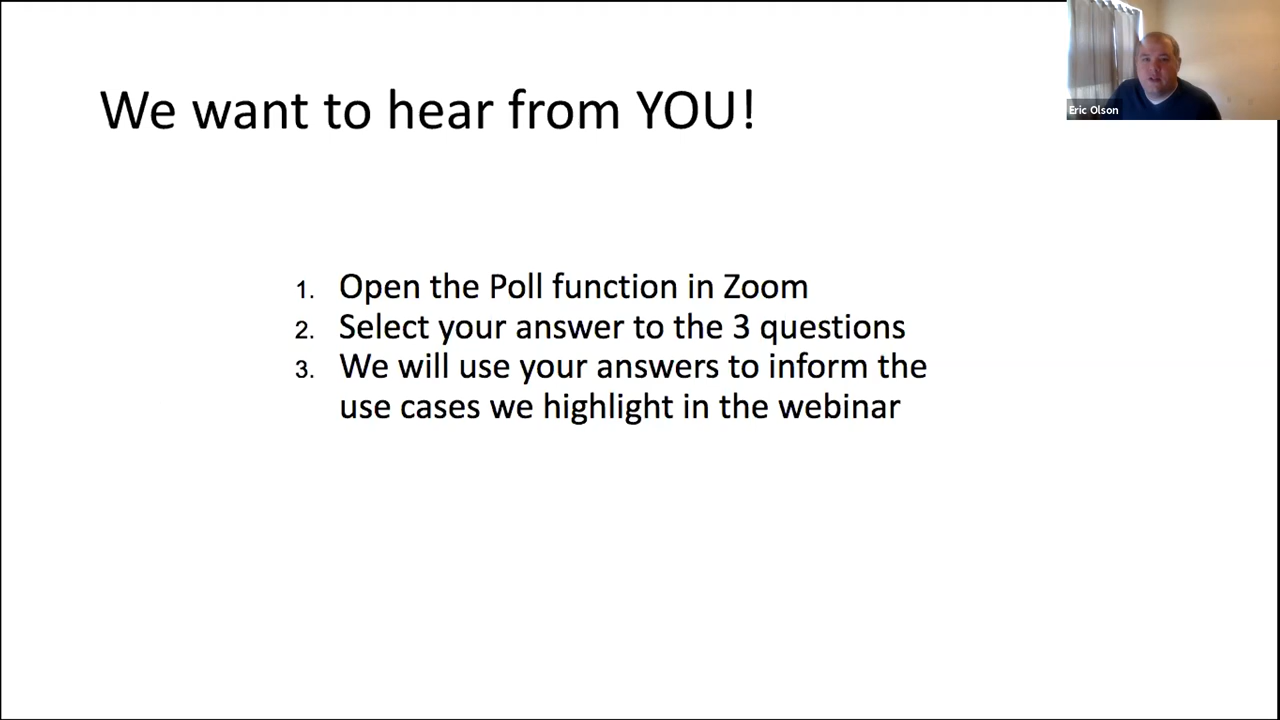 We want to hear from YOU!
Eric Olson
1. Open the Poll function in Zoom
2. Select your answer to the 3 questions
3. We will use your answers to inform the
use cases we highlight in the webinar